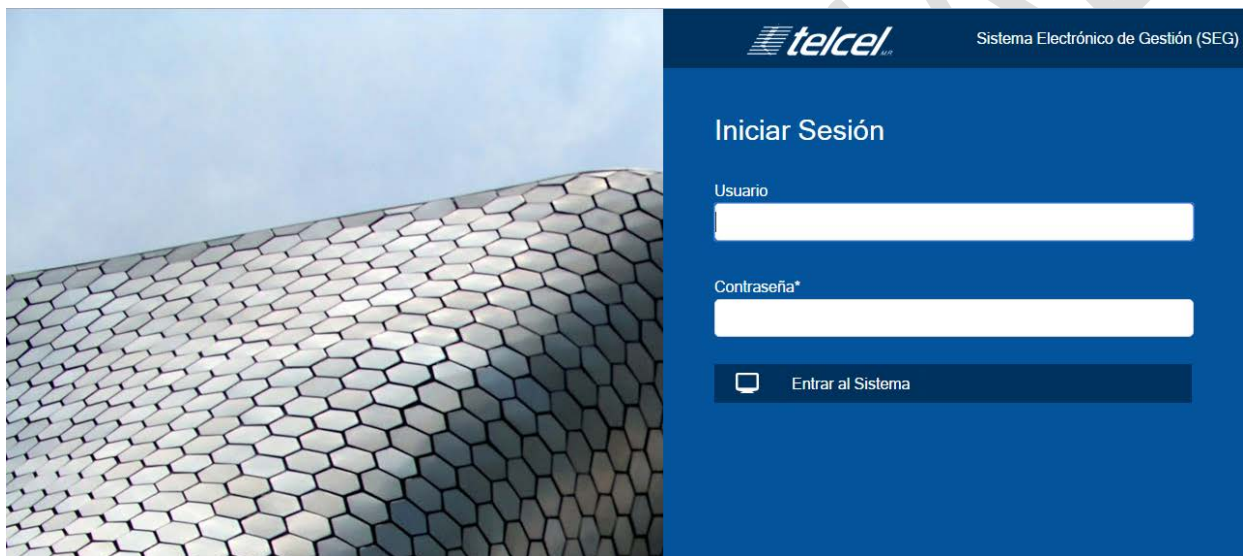 telcel M.R.
Sistema Electrónico de Gestión (SEG)
Iniciar Sesión
Usuario
Contraseña*
Entrar al Sistema